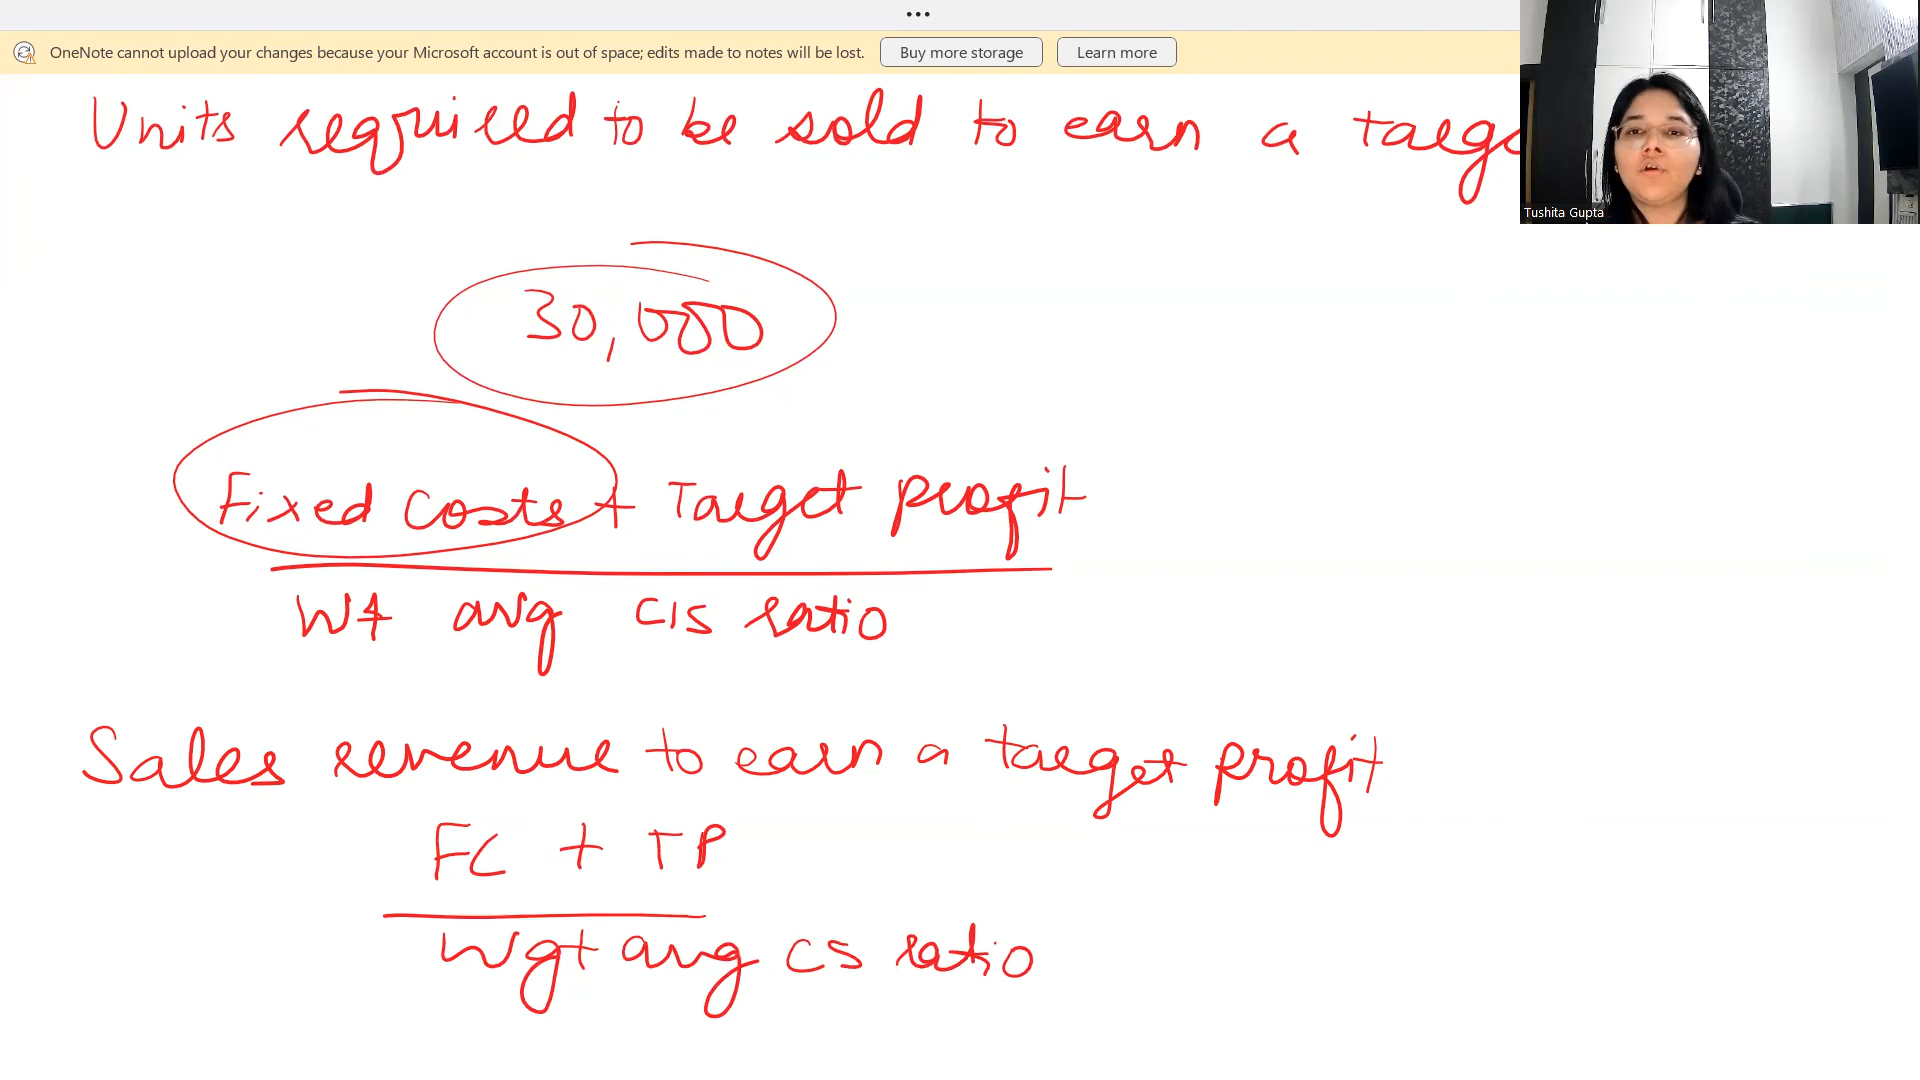 •••
OneNote cannot upload your changes because your Microsoft account is out of space; edits made to notes will be lost. Buy more storage Learn more
Units required to be sold to earn a targe
Tushita Gupta
30,000
Fixed costs + Target profit
Wt avg C/S ratio
Sales revenue to earn a target profit
FC + TP
Wgt avg CS ratio